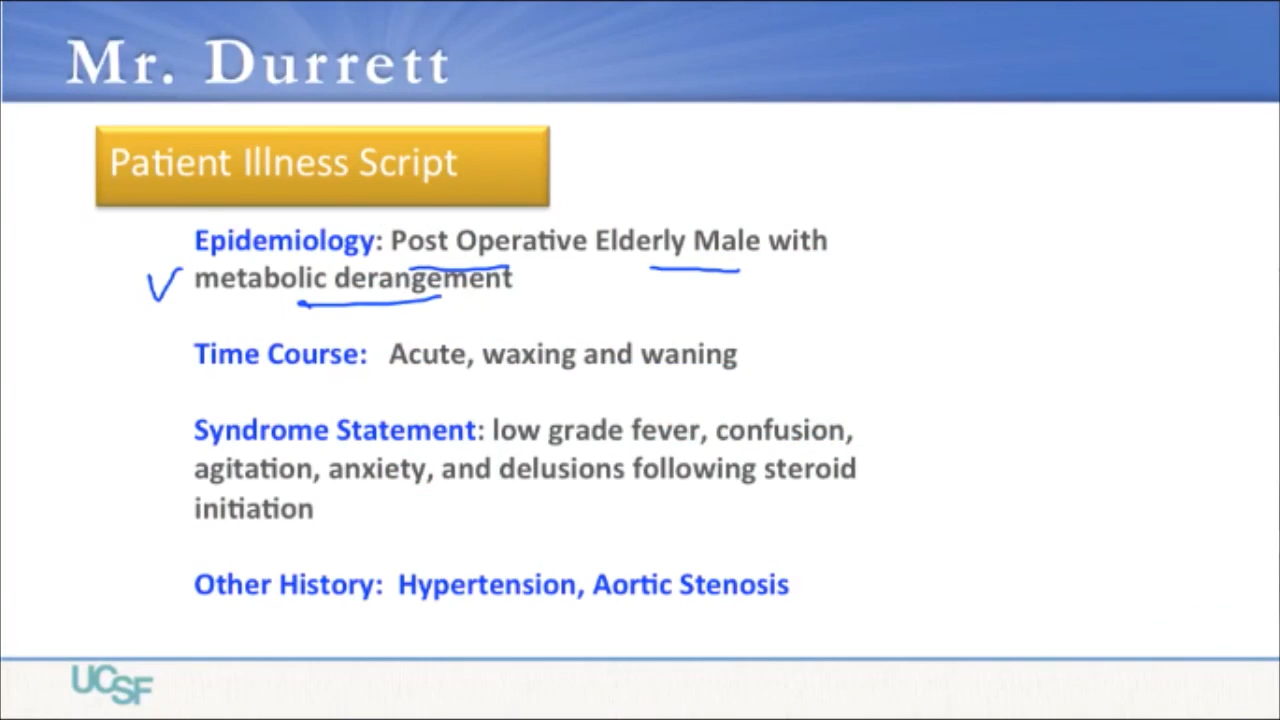 Mr. Durrett
Patient Illness Script
Epidemiology: Post Operative Elderly Male with
metabolic derangement
Time Course: Acute, waxing and waning
Syndrome Statement: low grade fever, confusion,
agitation, anxiety, and delusions following steroid
initiation
Other History: Hypertension, Aortic Stenosis
UCSF